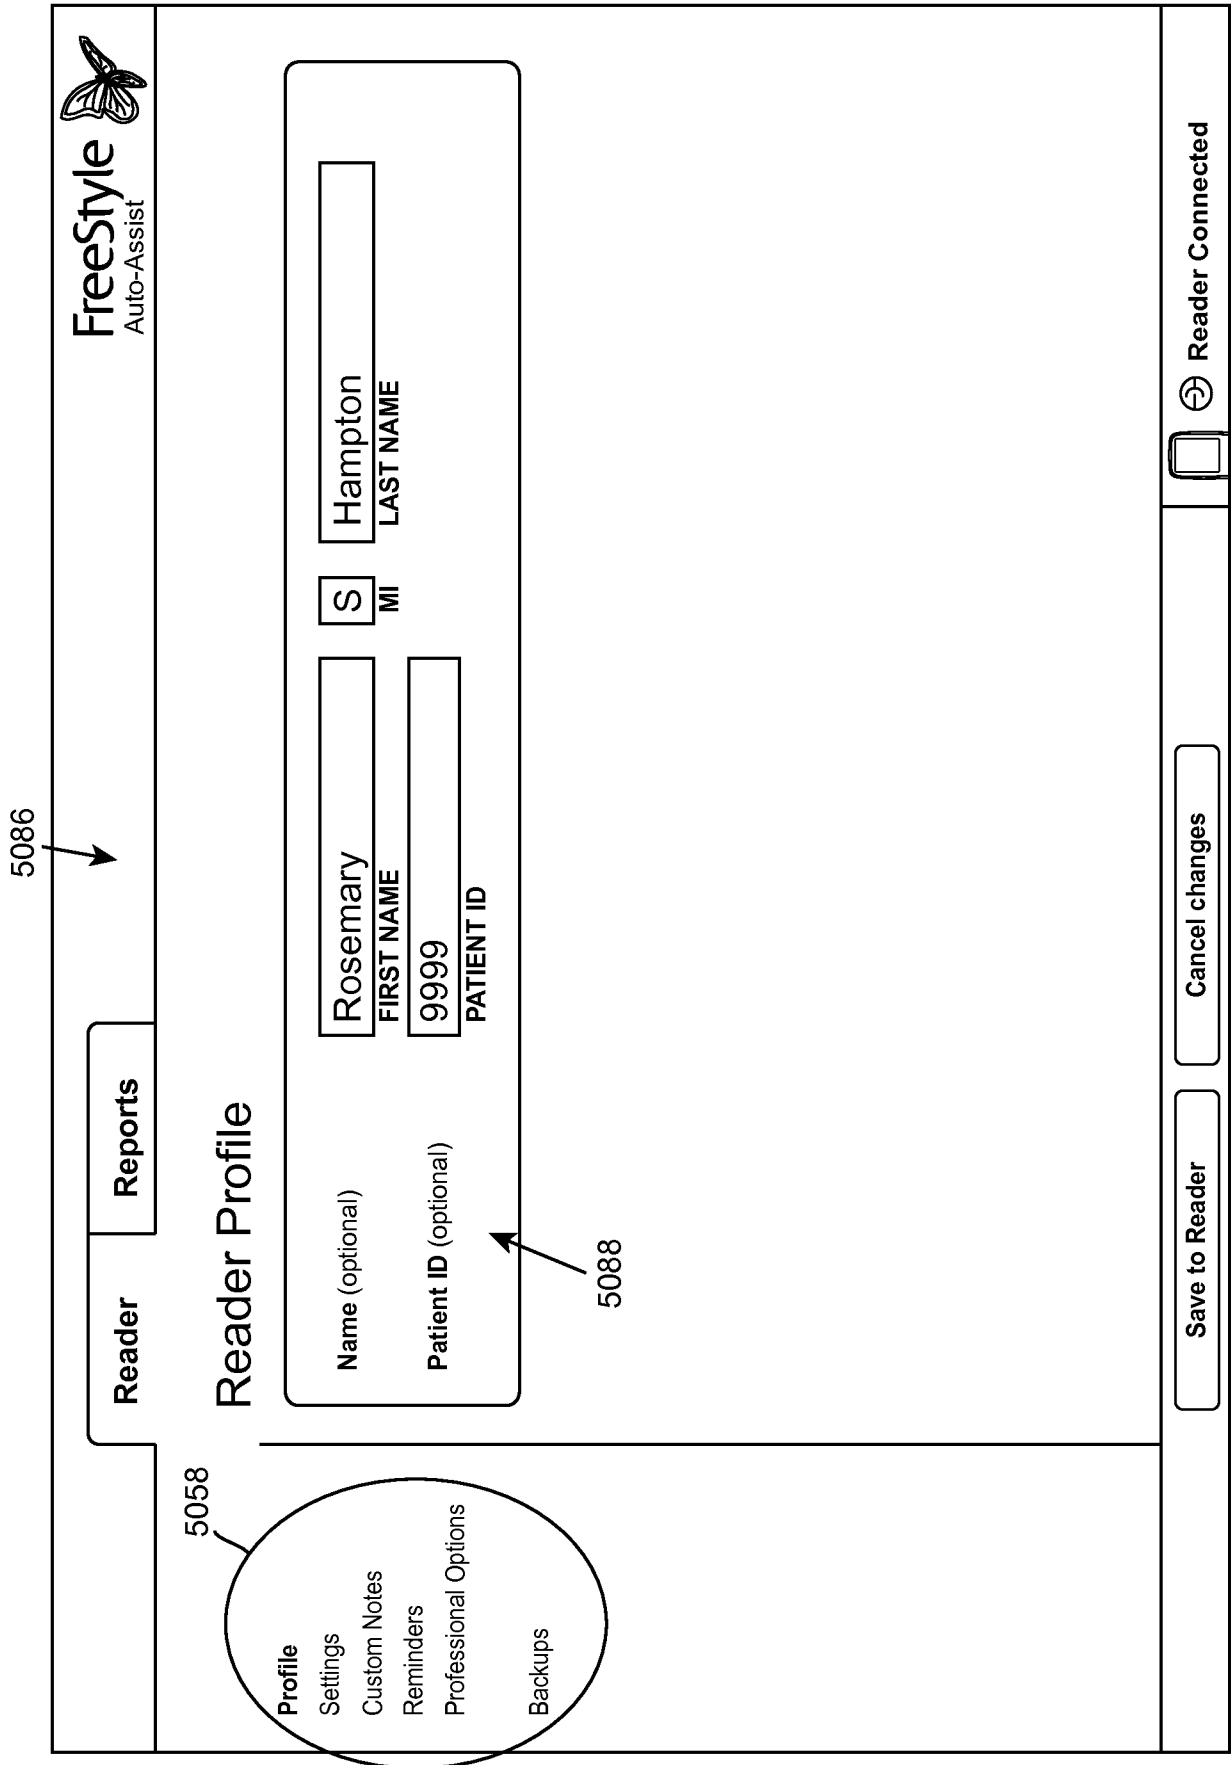 5086
Reader
Reports
FreeStyle
Auto-Assist
5058
Profile
Settings
Custom Notes
Reminders
Professional Options
Backups
Reader Profile
Name (optional)
Rosemary
S
Hampton
FIRST NAME
MI
LAST NAME
Patient ID (optional)
9999
PATIENT ID
5088
Save to Reader
Cancel changes
Reader Connected